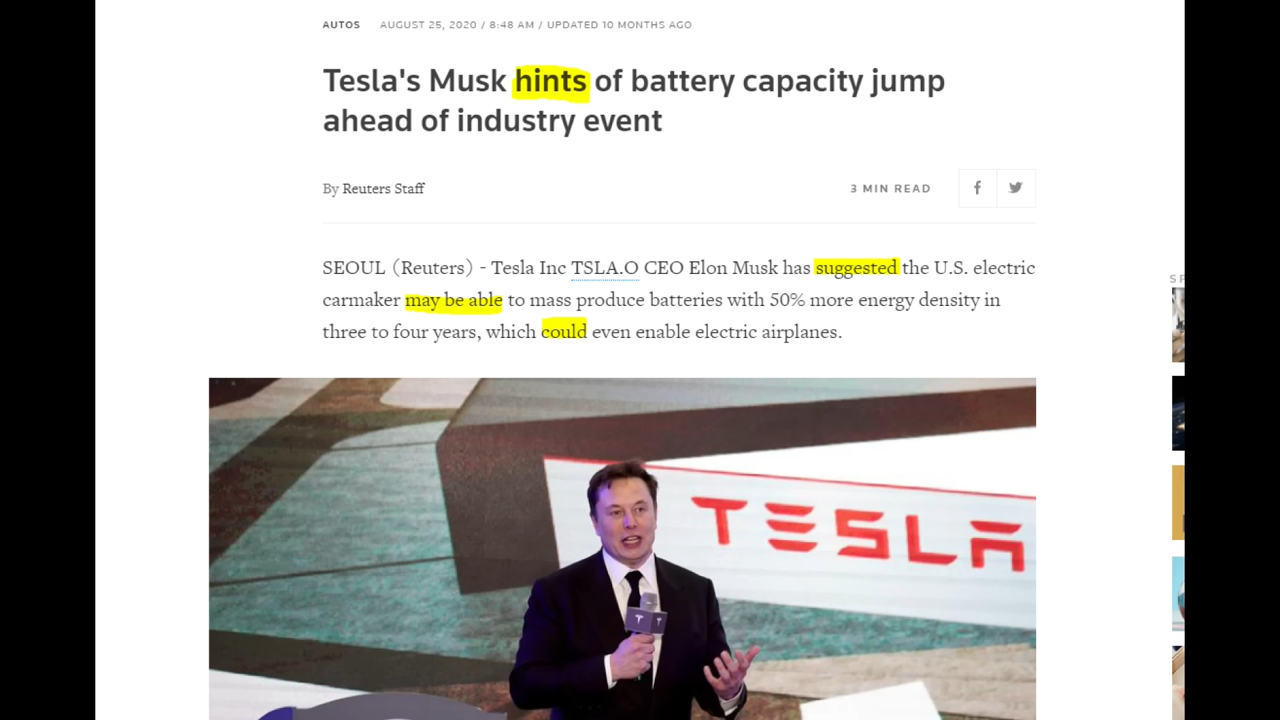 AUTOS AUGUST 25, 2020 / 8:48 AM / UPDATED 10 MONTHS AGO
Tesla's Musk hints of battery capacity jump
ahead of industry event
By Reuters Staff
3 MIN READ
SEOUL (Reuters) - Tesla Inc TSLA.O CEO Elon Musk has suggested the U.S. electric
carmaker may be able to mass produce batteries with 50% more energy density in
three to four years, which could even enable electric airplanes.
SP
TESLA